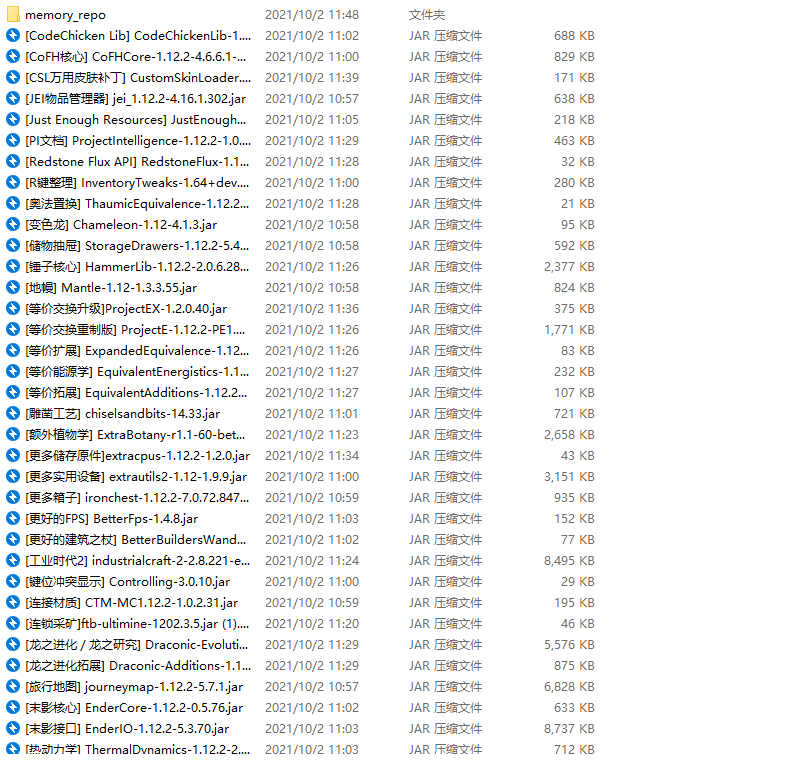 memory_repo 2021/10/2 11:48 文件夹
[CodeChicken Lib] CodeChickenLib-1.... 2021/10/2 11:02 JAR 压缩文件 688 KB
[CoFH核心] CoFHCore-1.12.2-4.6.6.1-... 2021/10/2 11:00 JAR 压缩文件 829 KB
[CSL万用皮肤补丁] CustomSkinLoader.... 2021/10/2 11:39 JAR 压缩文件 171 KB
[JEI物品管理器] jei_1.12.2-4.16.1.302.jar 2021/10/2 10:57 JAR 压缩文件 638 KB
[Just Enough Resources] JustEnough... 2021/10/2 11:05 JAR 压缩文件 218 KB
[PI文档] ProjectIntelligence-1.12.2-1.0.... 2021/10/2 11:29 JAR 压缩文件 463 KB
[Redstone Flux API] RedstoneFlux-1.1... 2021/10/2 11:28 JAR 压缩文件 32 KB
[R键整理] InventoryTweaks-1.64+dev.... 2021/10/2 11:00 JAR 压缩文件 280 KB
[奥法置换] ThaumicEquivalence-1.12.2... 2021/10/2 11:28 JAR 压缩文件 21 KB
[变色龙] Chameleon-1.12-4.1.3.jar 2021/10/2 10:58 JAR 压缩文件 95 KB
[储物抽屉] StorageDrawers-1.12.2-5.4... 2021/10/2 10:58 JAR 压缩文件 592 KB
[锤子核心] HammerLib-1.12.2-2.0.6.28... 2021/10/2 11:26 JAR 压缩文件 2,377 KB
[地幔] Mantle-1.12-1.3.3.55.jar 2021/10/2 10:58 JAR 压缩文件 824 KB
[等价交换升级]ProjectEX-1.2.0.40.jar 2021/10/2 11:36 JAR 压缩文件 375 KB
[等价交换重制版] ProjectE-1.12.2-PE1.... 2021/10/2 11:26 JAR 压缩文件 1,771 KB
[等价扩展] ExpandedEquivalence-1.12... 2021/10/2 11:26 JAR 压缩文件 83 KB
[等价能源学] EquivalentEnergistics-1.1... 2021/10/2 11:27 JAR 压缩文件 232 KB
[等价拓展] EquivalentAdditions-1.12.2... 2021/10/2 11:27 JAR 压缩文件 107 KB
[雕凿工艺] chiselsandbits-14.33.jar 2021/10/2 11:01 JAR 压缩文件 721 KB
[额外植物学] ExtraBotany-r1.1-60-bet... 2021/10/2 11:23 JAR 压缩文件 2,658 KB
[更多储存原件]extracpus-1.12.2-1.2.0.jar 2021/10/2 11:34 JAR 压缩文件 43 KB
[更多实用设备] extrautils2-1.12-1.9.9.jar 2021/10/2 11:00 JAR 压缩文件 3,151 KB
[更多箱子] ironchest-1.12.2-7.0.72.847... 2021/10/2 10:59 JAR 压缩文件 935 KB
[更好的FPS] BetterFps-1.4.8.jar 2021/10/2 11:03 JAR 压缩文件 152 KB
[更好的建筑之杖] BetterBuildersWand... 2021/10/2 11:02 JAR 压缩文件 77 KB
[工业时代2] industrialcraft-2-2.8.221-e... 2021/10/2 11:24 JAR 压缩文件 8,495 KB
[键位冲突显示] Controlling-3.0.10.jar 2021/10/2 11:00 JAR 压缩文件 29 KB
[连接材质] CTM-MC1.12.2-1.0.2.31.jar 2021/10/2 10:59 JAR 压缩文件 195 KB
[连锁采矿]ftb-ultimine-1202.3.5.jar (1).... 2021/10/2 11:20 JAR 压缩文件 46 KB
[龙之进化 / 龙之研究] Draconic-Evoluti... 2021/10/2 11:29 JAR 压缩文件 5,576 KB
[龙之进化拓展] Draconic-Additions-1.1... 2021/10/2 11:29 JAR 压缩文件 875 KB
[旅行地图] journeymap-1.12.2-5.7.1.jar 2021/10/2 10:57 JAR 压缩文件 6,828 KB
[末影核心] EnderCore-1.12.2-0.5.76.jar 2021/10/2 11:02 JAR 压缩文件 633 KB
[末影接口] EnderIO-1.12.2-5.3.70.jar 2021/10/2 11:03 JAR 压缩文件 8,737 KB
[热动力学] ThermalDynamics-1.12.2-2.... 2021/10/2 11:03 JAR 压缩文件 712 KB